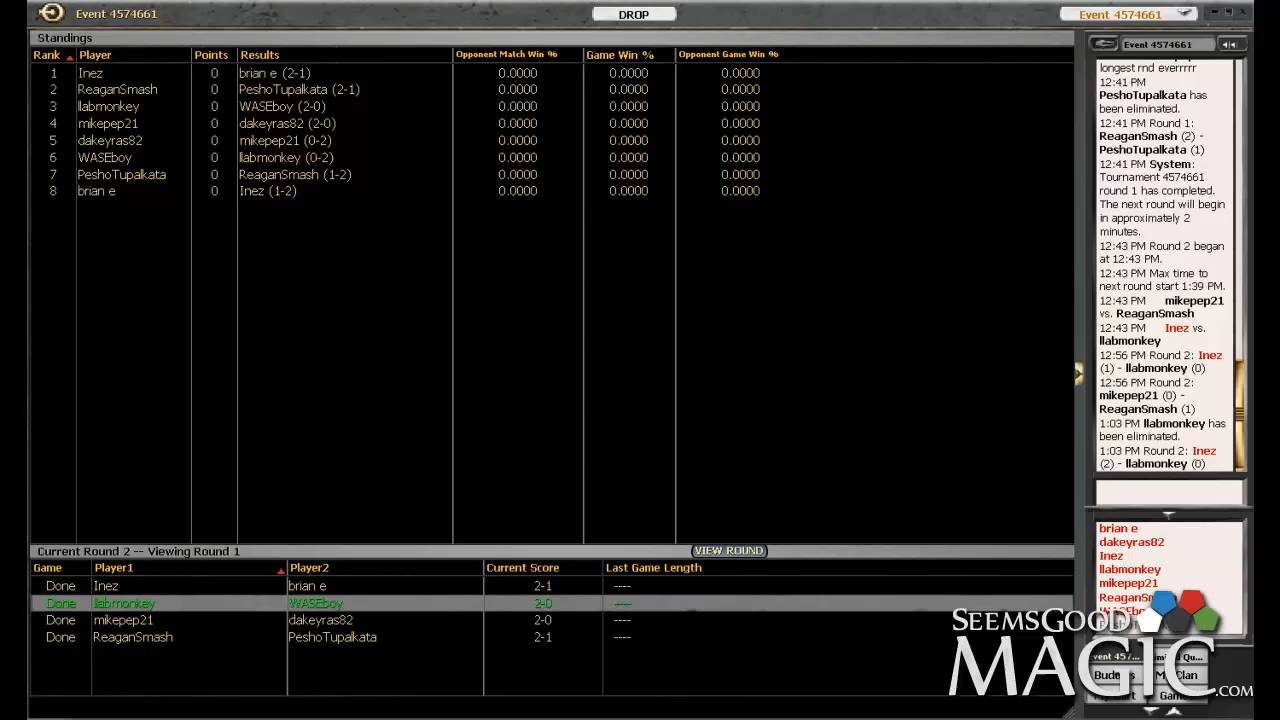 Event 4574661
DROP
Event 4574661
Standings
Rank Player Points Results Opponent Match Win % Game Win % Opponent Game Win %
1 Inez 0 brian e (2-1) 0.0000 0.0000 0.0000
2 ReaganSmash 0 PeshoTupalkata (2-1) 0.0000 0.0000 0.0000
3 llabmonkey 0 WASEboy (2-0) 0.0000 0.0000 0.0000
4 mikepep21 0 dakeyras82 (2-0) 0.0000 0.0000 0.0000
5 dakeyras82 0 mikepep21 (0-2) 0.0000 0.0000 0.0000
6 WASEboy 0 llabmonkey (0-2) 0.0000 0.0000 0.0000
7 PeshoTupalkata 0 ReaganSmash (1-2) 0.0000 0.0000 0.0000
8 brian e 0 Inez (1-2) 0.0000 0.0000 0.0000
Current Round 2 -- Viewing Round 1
VIEW ROUND
Game Player1 Player2 Current Score Last Game Length
Done Inez brian e 2-1 ----
Done llabmonkey WASEboy 2-0 ----
Done mikepep21 dakeyras82 2-0 ----
Done ReaganSmash PeshoTupalkata 2-1 ----
Event 4574661
longest rnd everrrrr
12:41 PM
PeshoTupalkata has
been eliminated.
12:41 PM Round 1:
ReaganSmash (2) -
PeshoTupalkata (1)
12:41 PM System:
Tournament 4574661
round 1 has completed.
The next round will begin
in approximately 2
minutes.
12:43 PM Round 2 began
at 12:43 PM.
12:43 PM Max time to
next round start 1:39 PM.
12:43 PM mikepep21
vs. ReaganSmash
12:43 PM Inez vs.
llabmonkey
12:56 PM Round 2: Inez
(1) - llabmonkey (0)
12:56 PM Round 2:
mikepep21 (0) -
ReaganSmash (1)
1:03 PM llabmonkey has
been eliminated.
1:03 PM Round 2: Inez
(2) - llabmonkey (0)
brian e
dakeyras82
Inez
llabmonkey
mikepep21
SEEMSGOOD
MAGIC
.COM